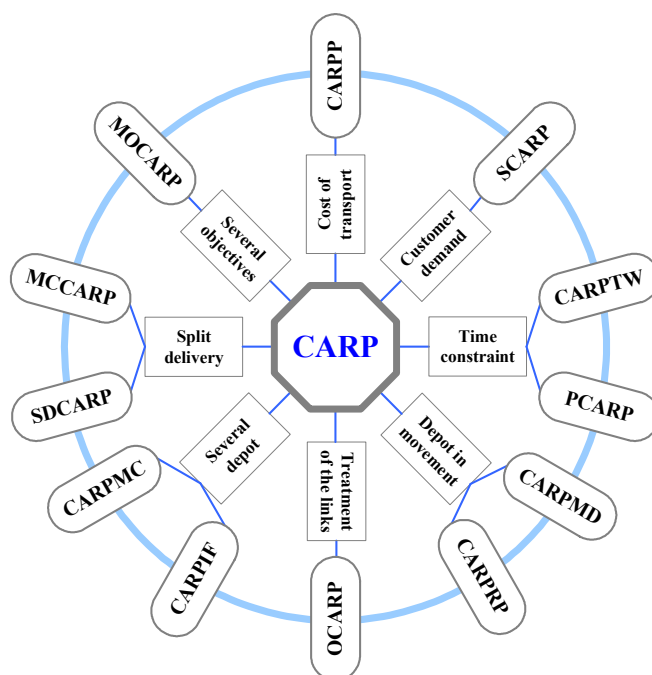 CARPP
MOCARP
SCARP
Cost of
transport
Several
objectives
Customer
demand
MCCARP
CARPTW
Split
delivery
CARP
Time
constraint
SDCARP
PCARP
Several
depot
Treatment
of the links
Depot in
movement
CARPMC
CARPMD
CARPIF
OCARP
CARPRP